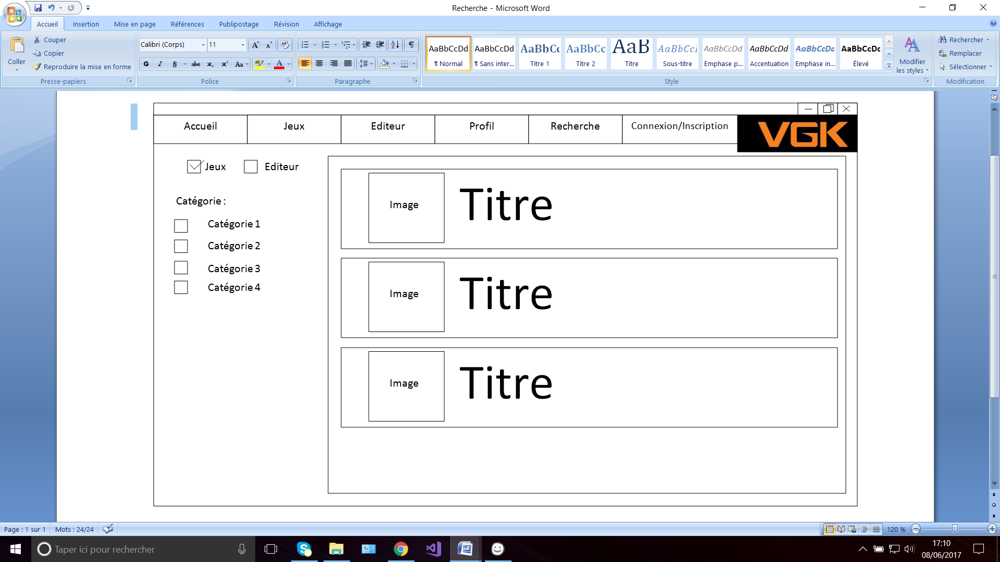 Recherche - Microsoft Word
Accueil Insertion Mise en page Références Publipostage Révision Affichage
Coller
Couper
Copier
Reproduire la mise en forme
Presse-papiers
Calibri (Corps) 11
G I S abc x₂ x² Aa ab A
Police
Paragraphe
AaBbCcDd AaBbCcDd AaBbCc AaBbCc AaB AaBbCcI AaBbCcDd AaBbCcDd AaBbCcDd AaBbCcDc
¶ Normal ¶ Sans inter... Titre 1 Titre 2 Titre Sous-titre Emphase p... Accentuation Emphase in... Élevé
Style
Modifier
les styles
Rechercher
Remplacer
Sélectionner
Modification
Accueil Jeux Editeur Profil Recherche Connexion/Inscription VGK
Jeux Editeur
Catégorie :
Catégorie 1
Catégorie 2
Catégorie 3
Catégorie 4
Image Titre
Image Titre
Image Titre
Page : 1 sur 1 Mots : 24/24 120 %
Taper ici pour rechercher
17:10
08/06/2017